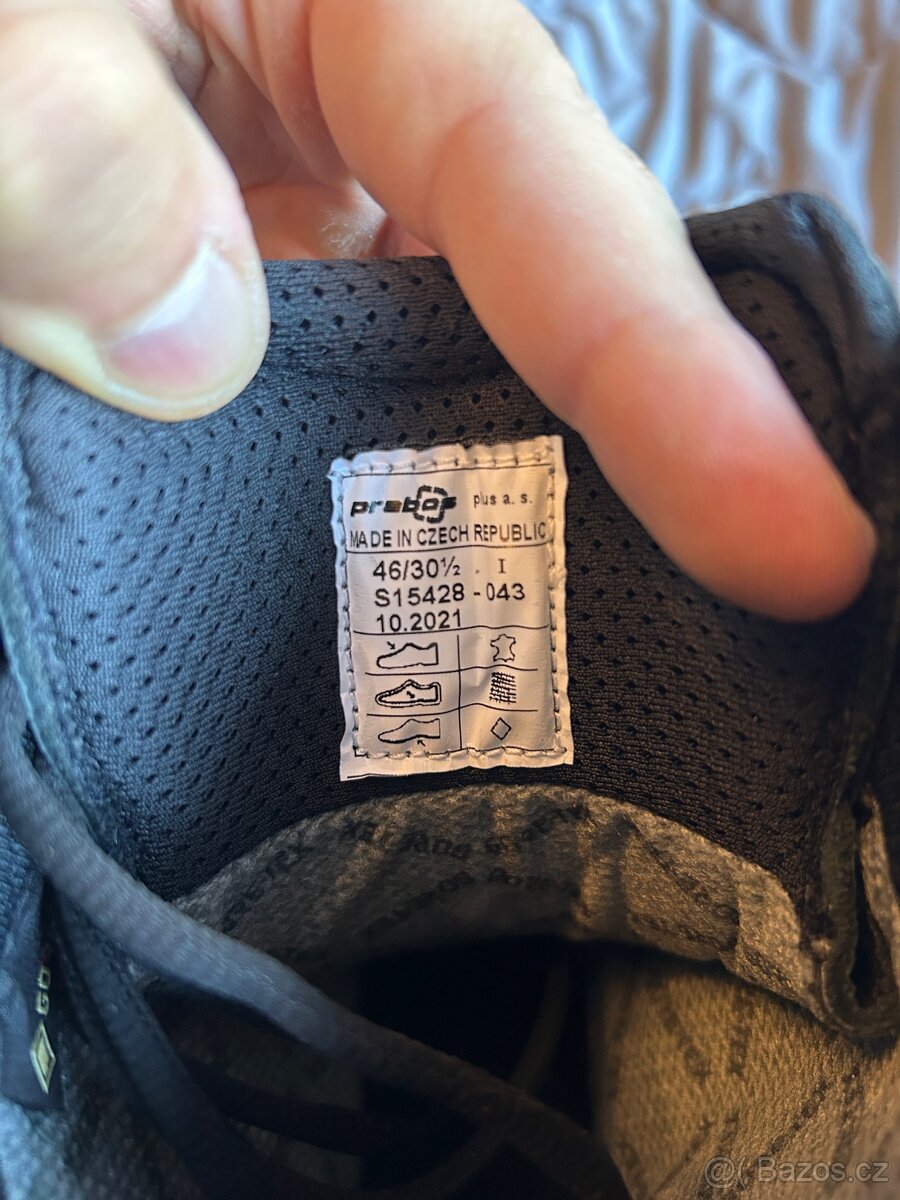 prabos plus a. s.
MADE IN CZECH REPUBLIC
46/30½ . I
S15428 - 043
10.2021
@( Bazos.cz